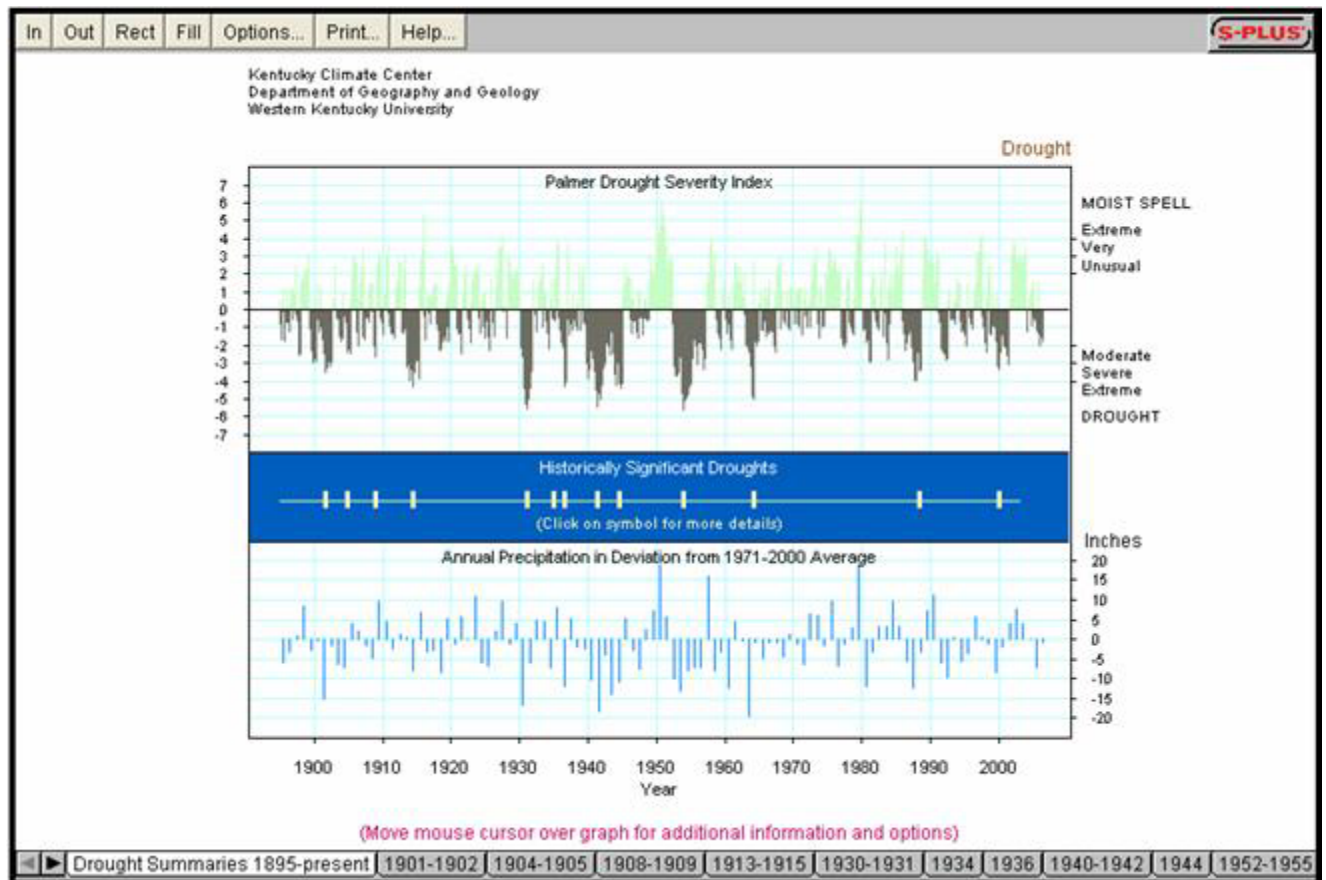 In Out Rect Fill Options... Print... Help... S-PLUS
Kentucky Climate Center
Department of Geography and Geology
Western Kentucky University
Drought
Palmer Drought Severity Index
7
6
5
4
3
2
1
0
-1
-2
-3
-4
-5
-6
-7
MOIST SPELL
Extreme
Very
Unusual
Moderate
Severe
Extreme
DROUGHT
Historically Significant Droughts
(Click on symbol for more details)
Inches
Annual Precipitation in Deviation from 1971-2000 Average
20
15
10
5
0
-5
-10
-15
-20
1900 1910 1920 1930 1940 1950 1960 1970 1980 1990 2000
Year
(Move mouse cursor over graph for additional information and options)
Drought Summaries 1895-present 1901-1902 1904-1905 1908-1909 1913-1915 1930-1931 1934 1936 1940-1942 1944 1952-1955